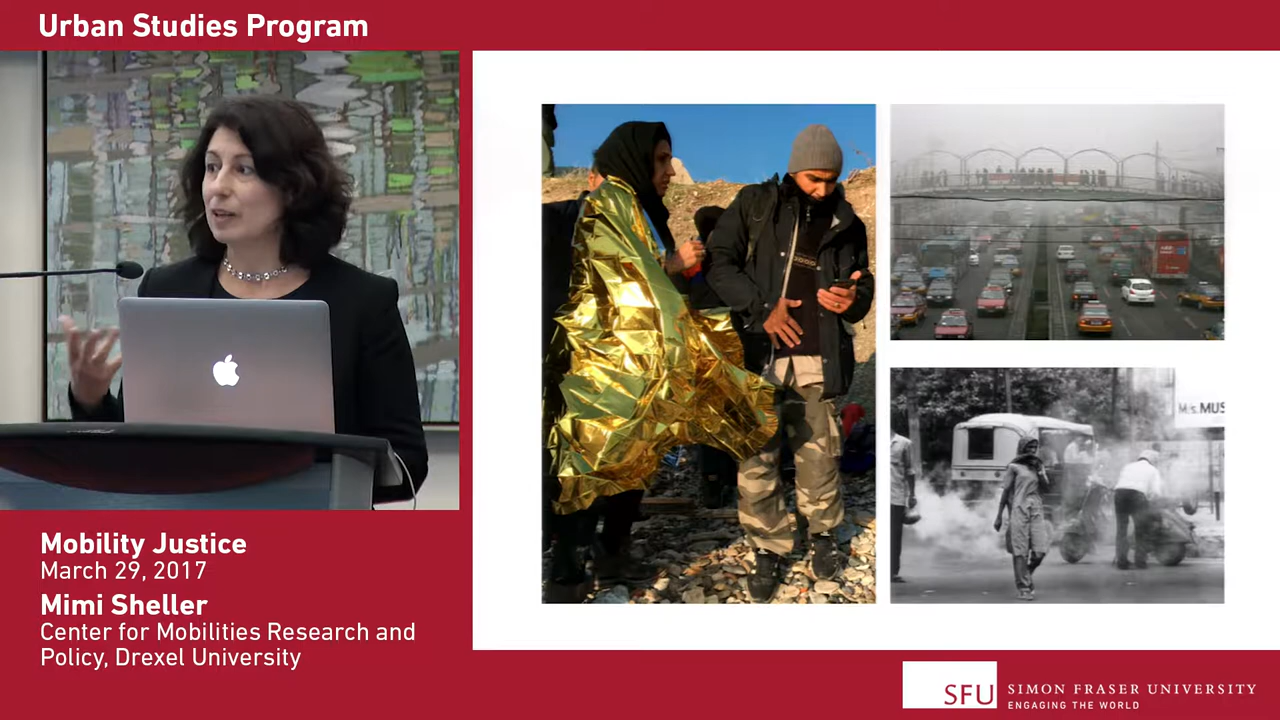 Urban Studies Program
M/s. MUS
Mobility Justice
March 29, 2017
Mimi Sheller
Center for Mobilities Research and
Policy, Drexel University
SFU
SIMON FRASER UNIVERSITY
ENGAGING THE WORLD